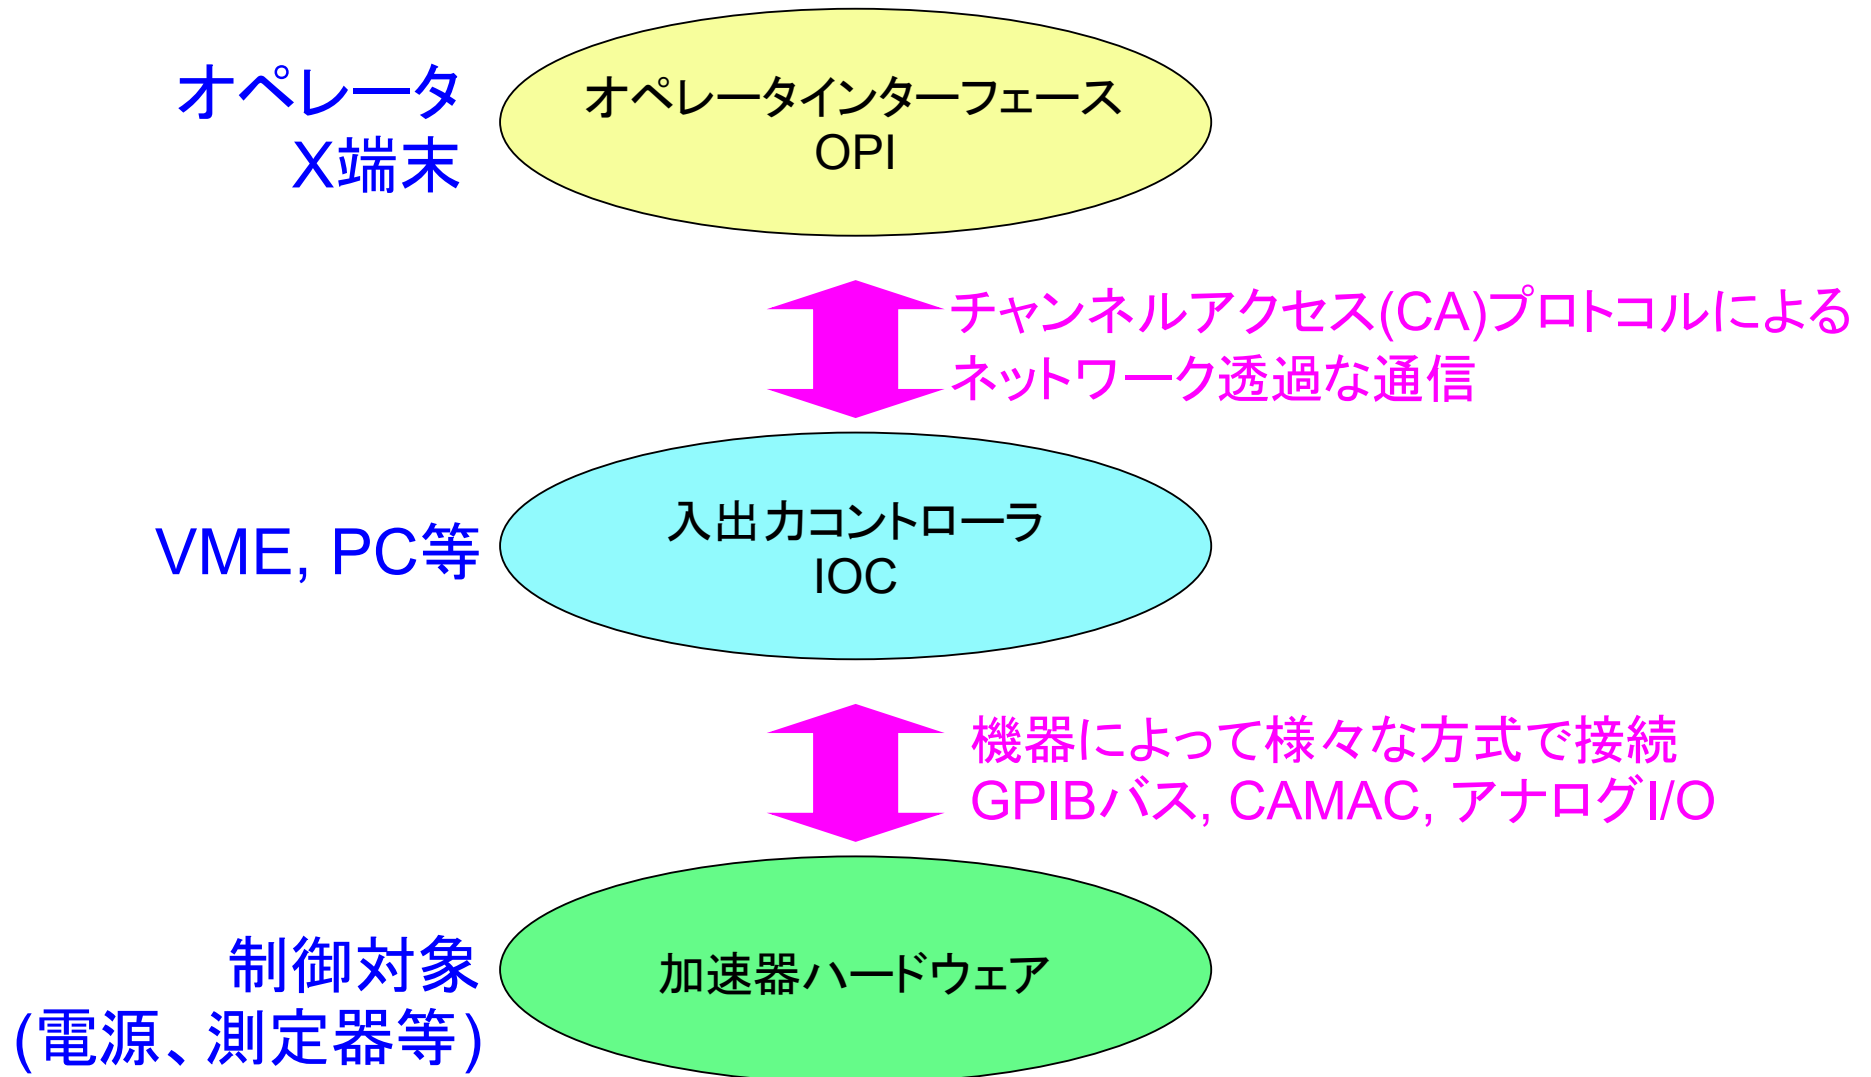 オペレータ
X端末
オペレータインターフェース
OPI
チャンネルアクセス(CA)プロトコルによる
ネットワーク透過な通信
VME, PC等
入出力コントローラ
IOC
機器によって様々な方式で接続
GPIBバス, CAMAC, アナログI/O
制御対象
(電源、測定器等)
加速器ハードウェア